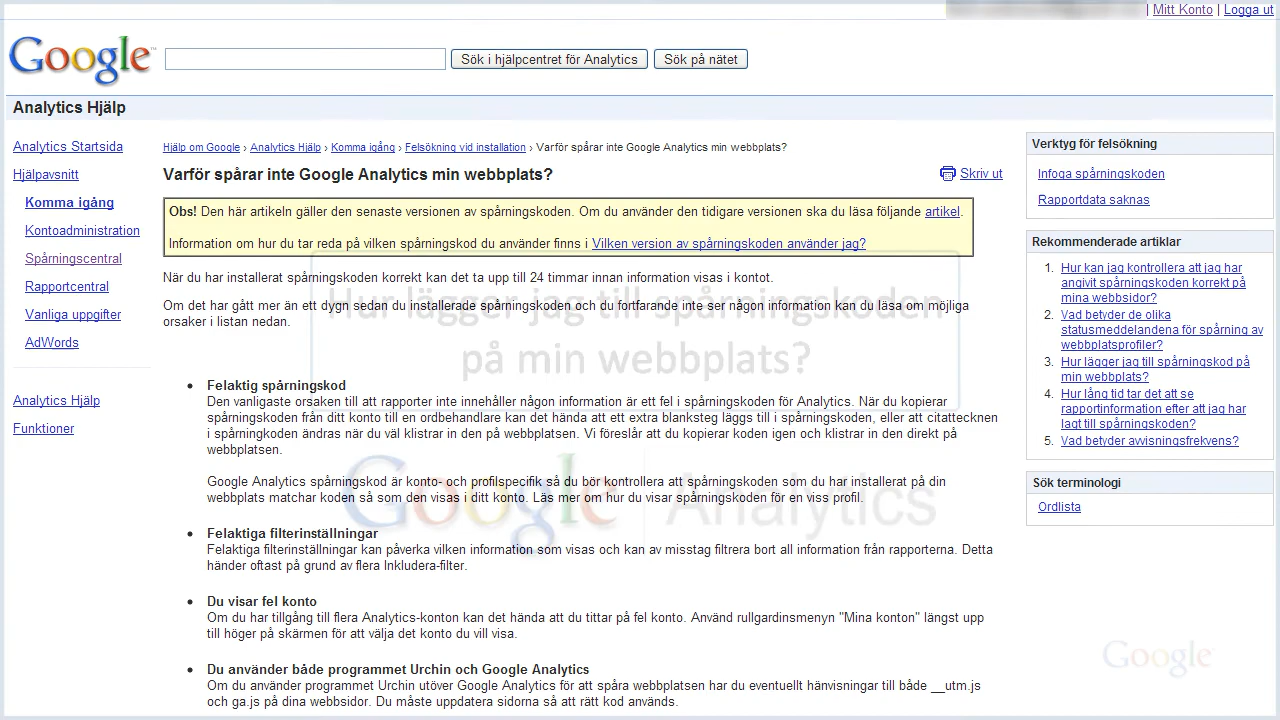 | Mitt Konto | Logga ut
Google™
Sök i hjälpcentret för Analytics
Sök på nätet
Analytics Hjälp
Analytics Startsida
Hjälpavsnitt
Komma igång
Kontoadministration
Spårningscentral
Rapportcentral
Vanliga uppgifter
AdWords
Analytics Hjälp
Funktioner
Hjälp om Google › Analytics Hjälp › Komma igång › Felsökning vid installation › Varför spårar inte Google Analytics min webbplats?
Varför spårar inte Google Analytics min webbplats?
Skriv ut
Obs! Den här artikeln gäller den senaste versionen av spårningskoden. Om du använder den tidigare versionen ska du läsa följande artikel.
Information om hur du tar reda på vilken spårningskod du använder finns i Vilken version av spårningskoden använder jag?
När du har installerat spårningskoden korrekt kan det ta upp till 24 timmar innan information visas i kontot.
Om det har gått mer än ett dygn sedan du installerade spårningskoden och du fortfarande inte ser någon information kan du läsa om möjliga
orsaker i listan nedan.
Hur lägger jag till spårningskoden
på min webbplats?
• Felaktig spårningskod
Den vanligaste orsaken till att rapporter inte innehåller någon information är ett fel i spårningskoden för Analytics. När du kopierar
spårningskoden från ditt konto till en ordbehandlare kan det hända att ett extra blanksteg läggs till i spårningskoden, eller att citattecknen
i spårningkoden ändras när du väl klistrar in den på webbplatsen. Vi föreslår att du kopierar koden igen och klistrar in den direkt på
webbplatsen.
Google Analytics spårningskod är konto- och profilspecifik så du bör kontrollera att spårningskoden som du har installerat på din
webbplats matchar koden så som den visas i ditt konto. Läs mer om hur du visar spårningskoden för en viss profil.
Google Analytics
• Felaktiga filterinställningar
Felaktiga filterinställningar kan påverka vilken information som visas och kan av misstag filtrera bort all information från rapporterna. Detta
händer oftast på grund av flera Inkludera-filter.
• Du visar fel konto
Om du har tillgång till flera Analytics-konton kan det hända att du tittar på fel konto. Använd rullgardinsmenyn "Mina konton" längst upp
till höger på skärmen för att välja det konto du vill visa.
• Du använder både programmet Urchin och Google Analytics
Om du använder programmet Urchin utöver Google Analytics för att spåra webbplatsen har du eventuellt hänvisningar till både __utm.js
och ga.js på dina webbsidor. Du måste uppdatera sidorna så att rätt kod används.
Verktyg för felsökning
Infoga spårningskoden
Rapportdata saknas
Rekommenderade artiklar
1. Hur kan jag kontrollera att jag har
angivit spårningskoden korrekt på
mina webbsidor?
2. Vad betyder de olika
statusmeddelandena för spårning av
webbplatsprofiler?
3. Hur lägger jag till spårningskod på
min webbplats?
4. Hur lång tid tar det att se
rapportinformation efter att jag har
lagt till spårningskoden?
5. Vad betyder avvisningsfrekvens?
Sök terminologi
Ordlista
Google